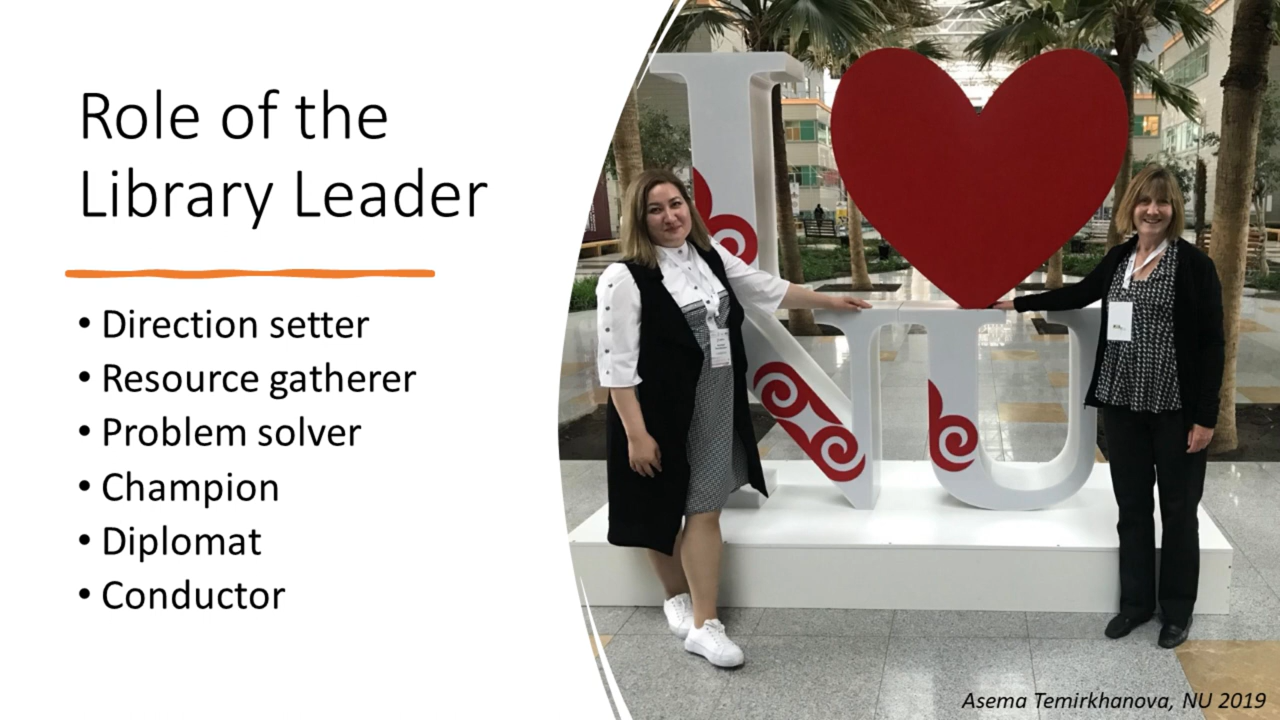 Role of the
Library Leader
• Direction setter
• Resource gatherer
• Problem solver
• Champion
• Diplomat
• Conductor
I
NU
Asema Temirkhanova, NU 2019